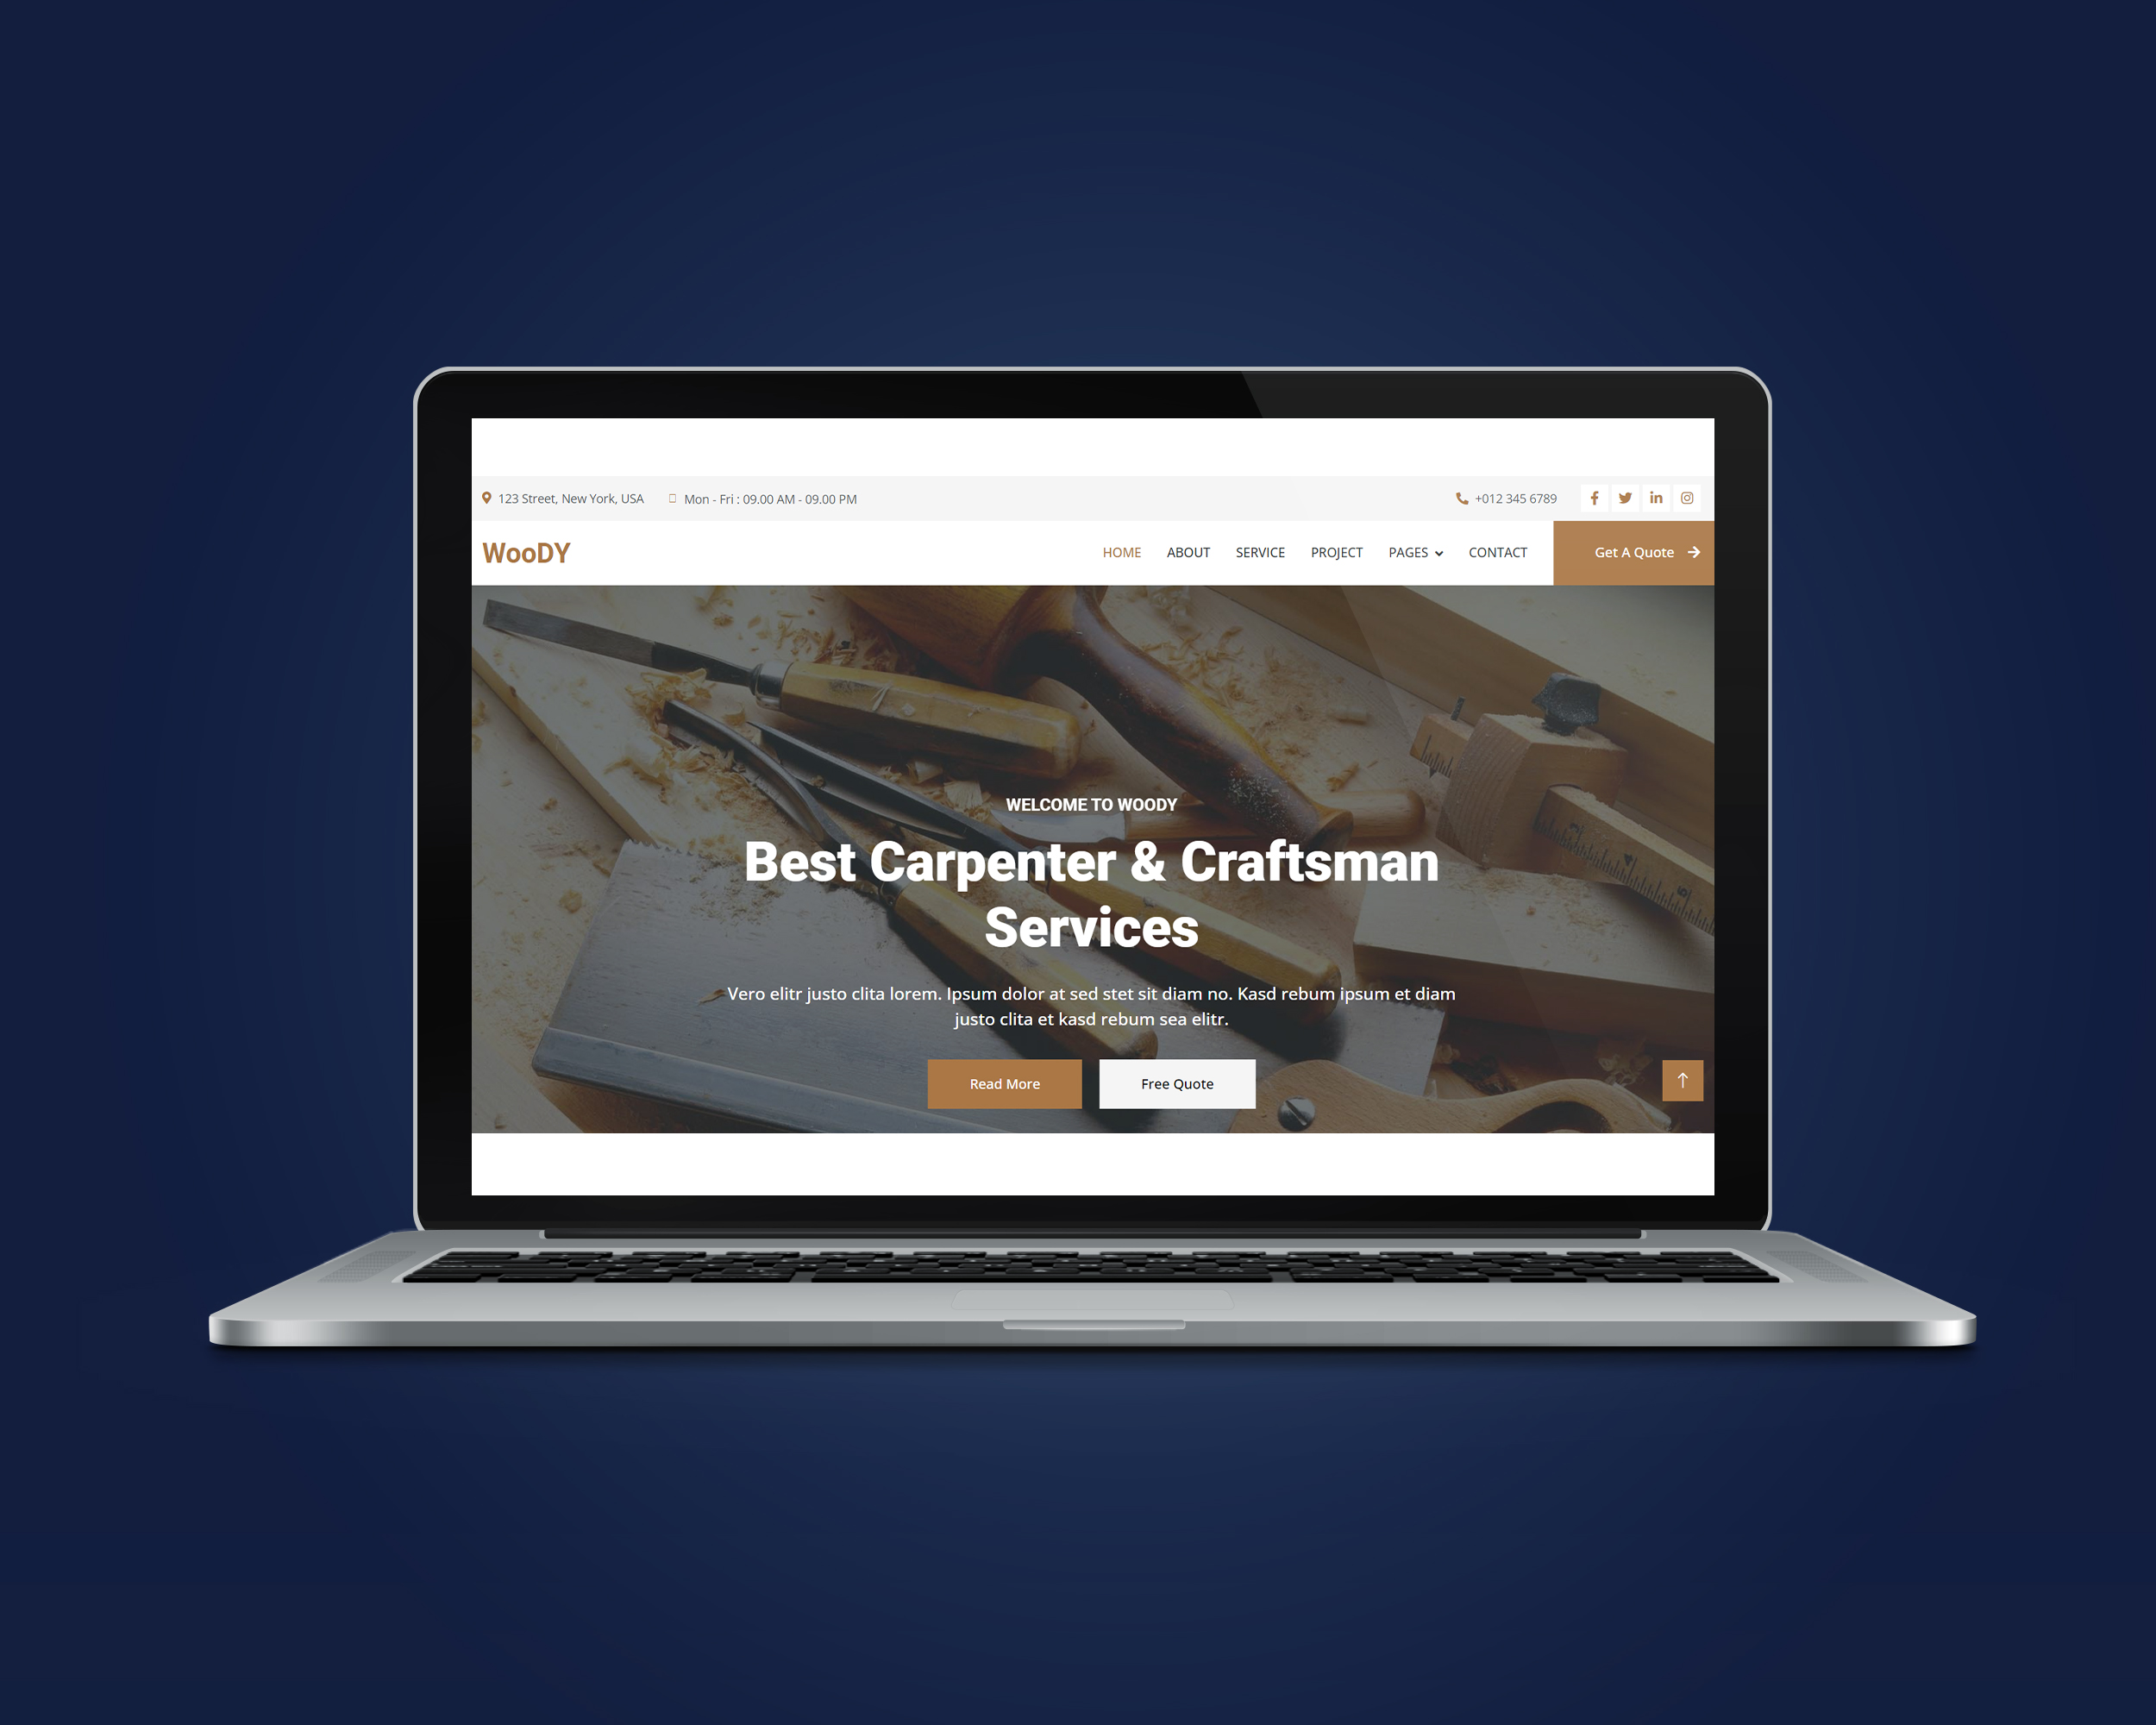 123 Street, New York, USA Mon - Fri : 09.00 AM - 09.00 PM +012 345 6789
WooDY HOME ABOUT SERVICE PROJECT PAGES CONTACT Get A Quote
WELCOME TO WOODY
Best Carpenter & Craftsman
Services
Vero elitr justo clita lorem. Ipsum dolor at sed stet sit diam no. Kasd rebum ipsum et diam
justo clita et kasd rebum sea elitr.
Read More Free Quote